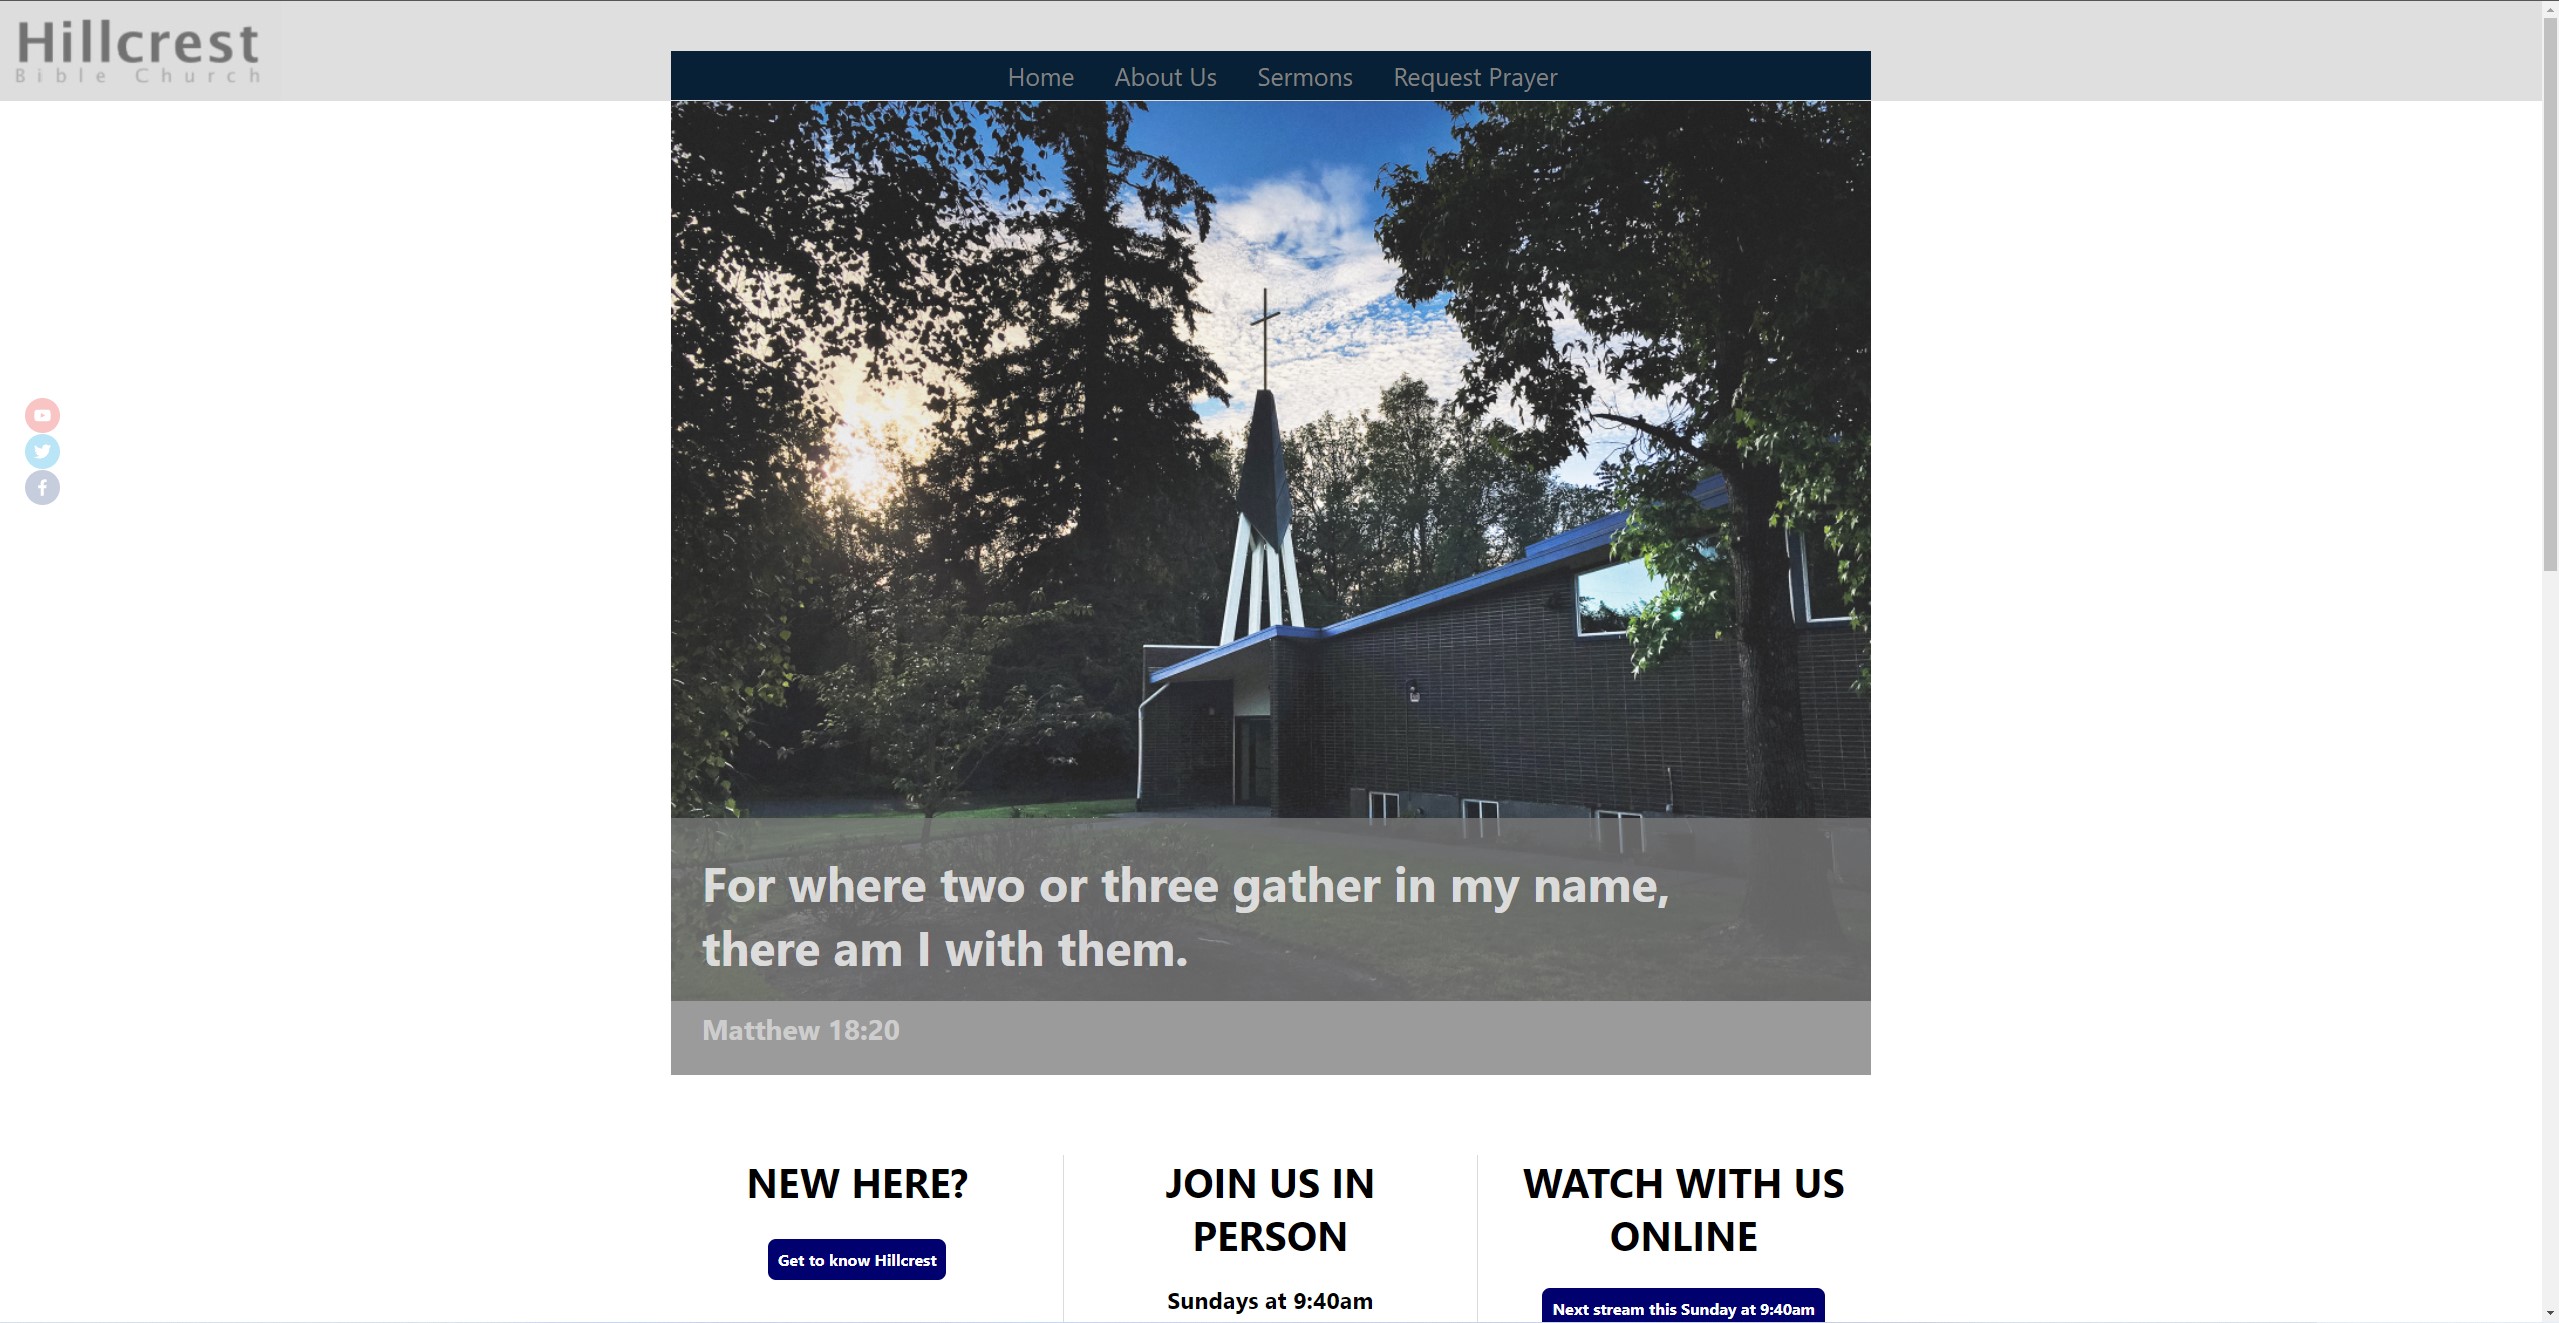 Hillcrest
Bible Church
Home About Us Sermons Request Prayer
For where two or three gather in my name,
there am I with them.
Matthew 18:20
NEW HERE?
Get to know Hillcrest
JOIN US IN
PERSON
Sundays at 9:40am
WATCH WITH US
ONLINE
Next stream this Sunday at 9:40am